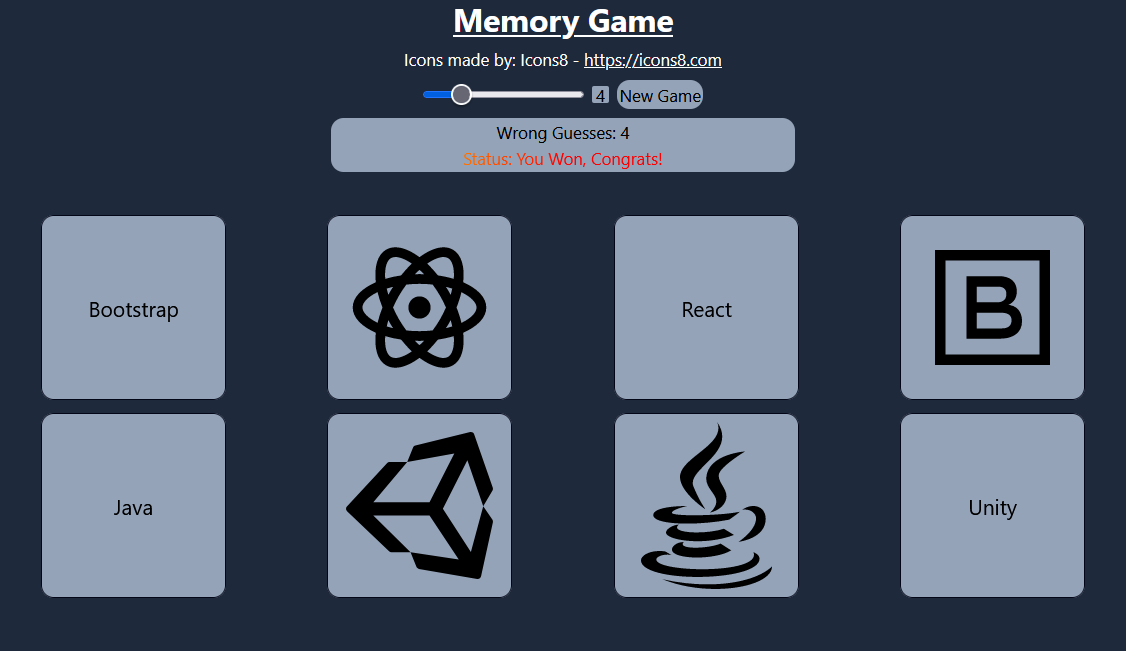 Memory Game
Icons made by: Icons8 - https://icons8.com
4 New Game
Wrong Guesses: 4
Status: You Won, Congrats!
Bootstrap
React
B
Java
Unity